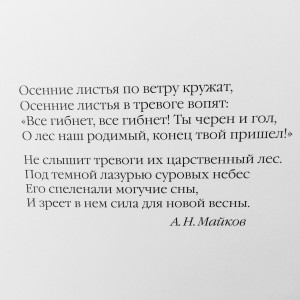 Осенние листья по ветру кружат,
Осенние листья в тревоге вопят:
«Все гибнет, все гибнет! Ты черен и гол,
О лес наш родимый, конец твой пришел!»
Не слышит тревоги их царственный лес.
Под темной лазурью суровых небес
Его спеленали могучие сны,
И зреет в нем сила для новой весны.
А. Н. Майков